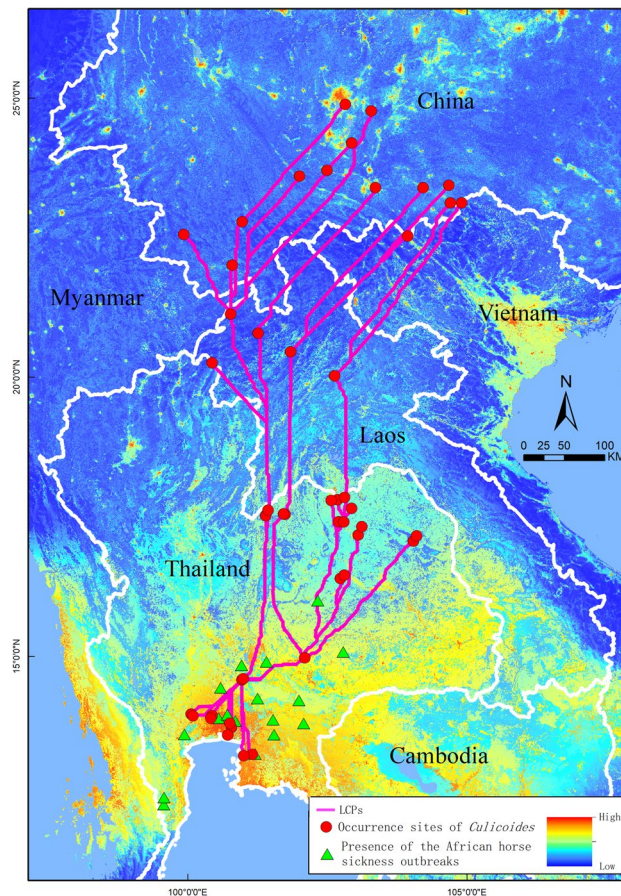 25°0'0"N
China
Myanmar
Vietnam
20°0'0"N
N
Laos
0 25 50 100
KM
Thailand
15°0'0"N
Cambodia
LCPs
Occurrence sites of Culicoides
Presence of the African horse
sickness outbreaks
High
Low
100°0'0"E
105°0'0"E